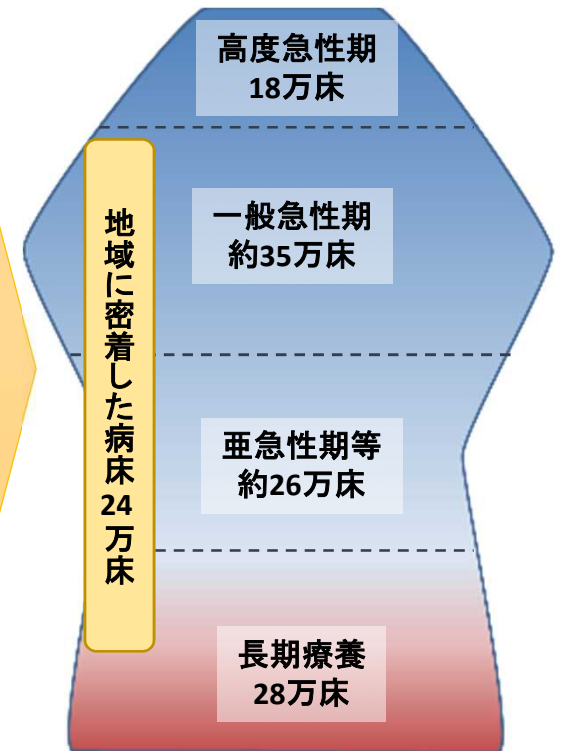 高度急性期
18万床
一般急性期
約35万床
地域に密着した病床24万床
亜急性期等
約26万床
長期療養
28万床